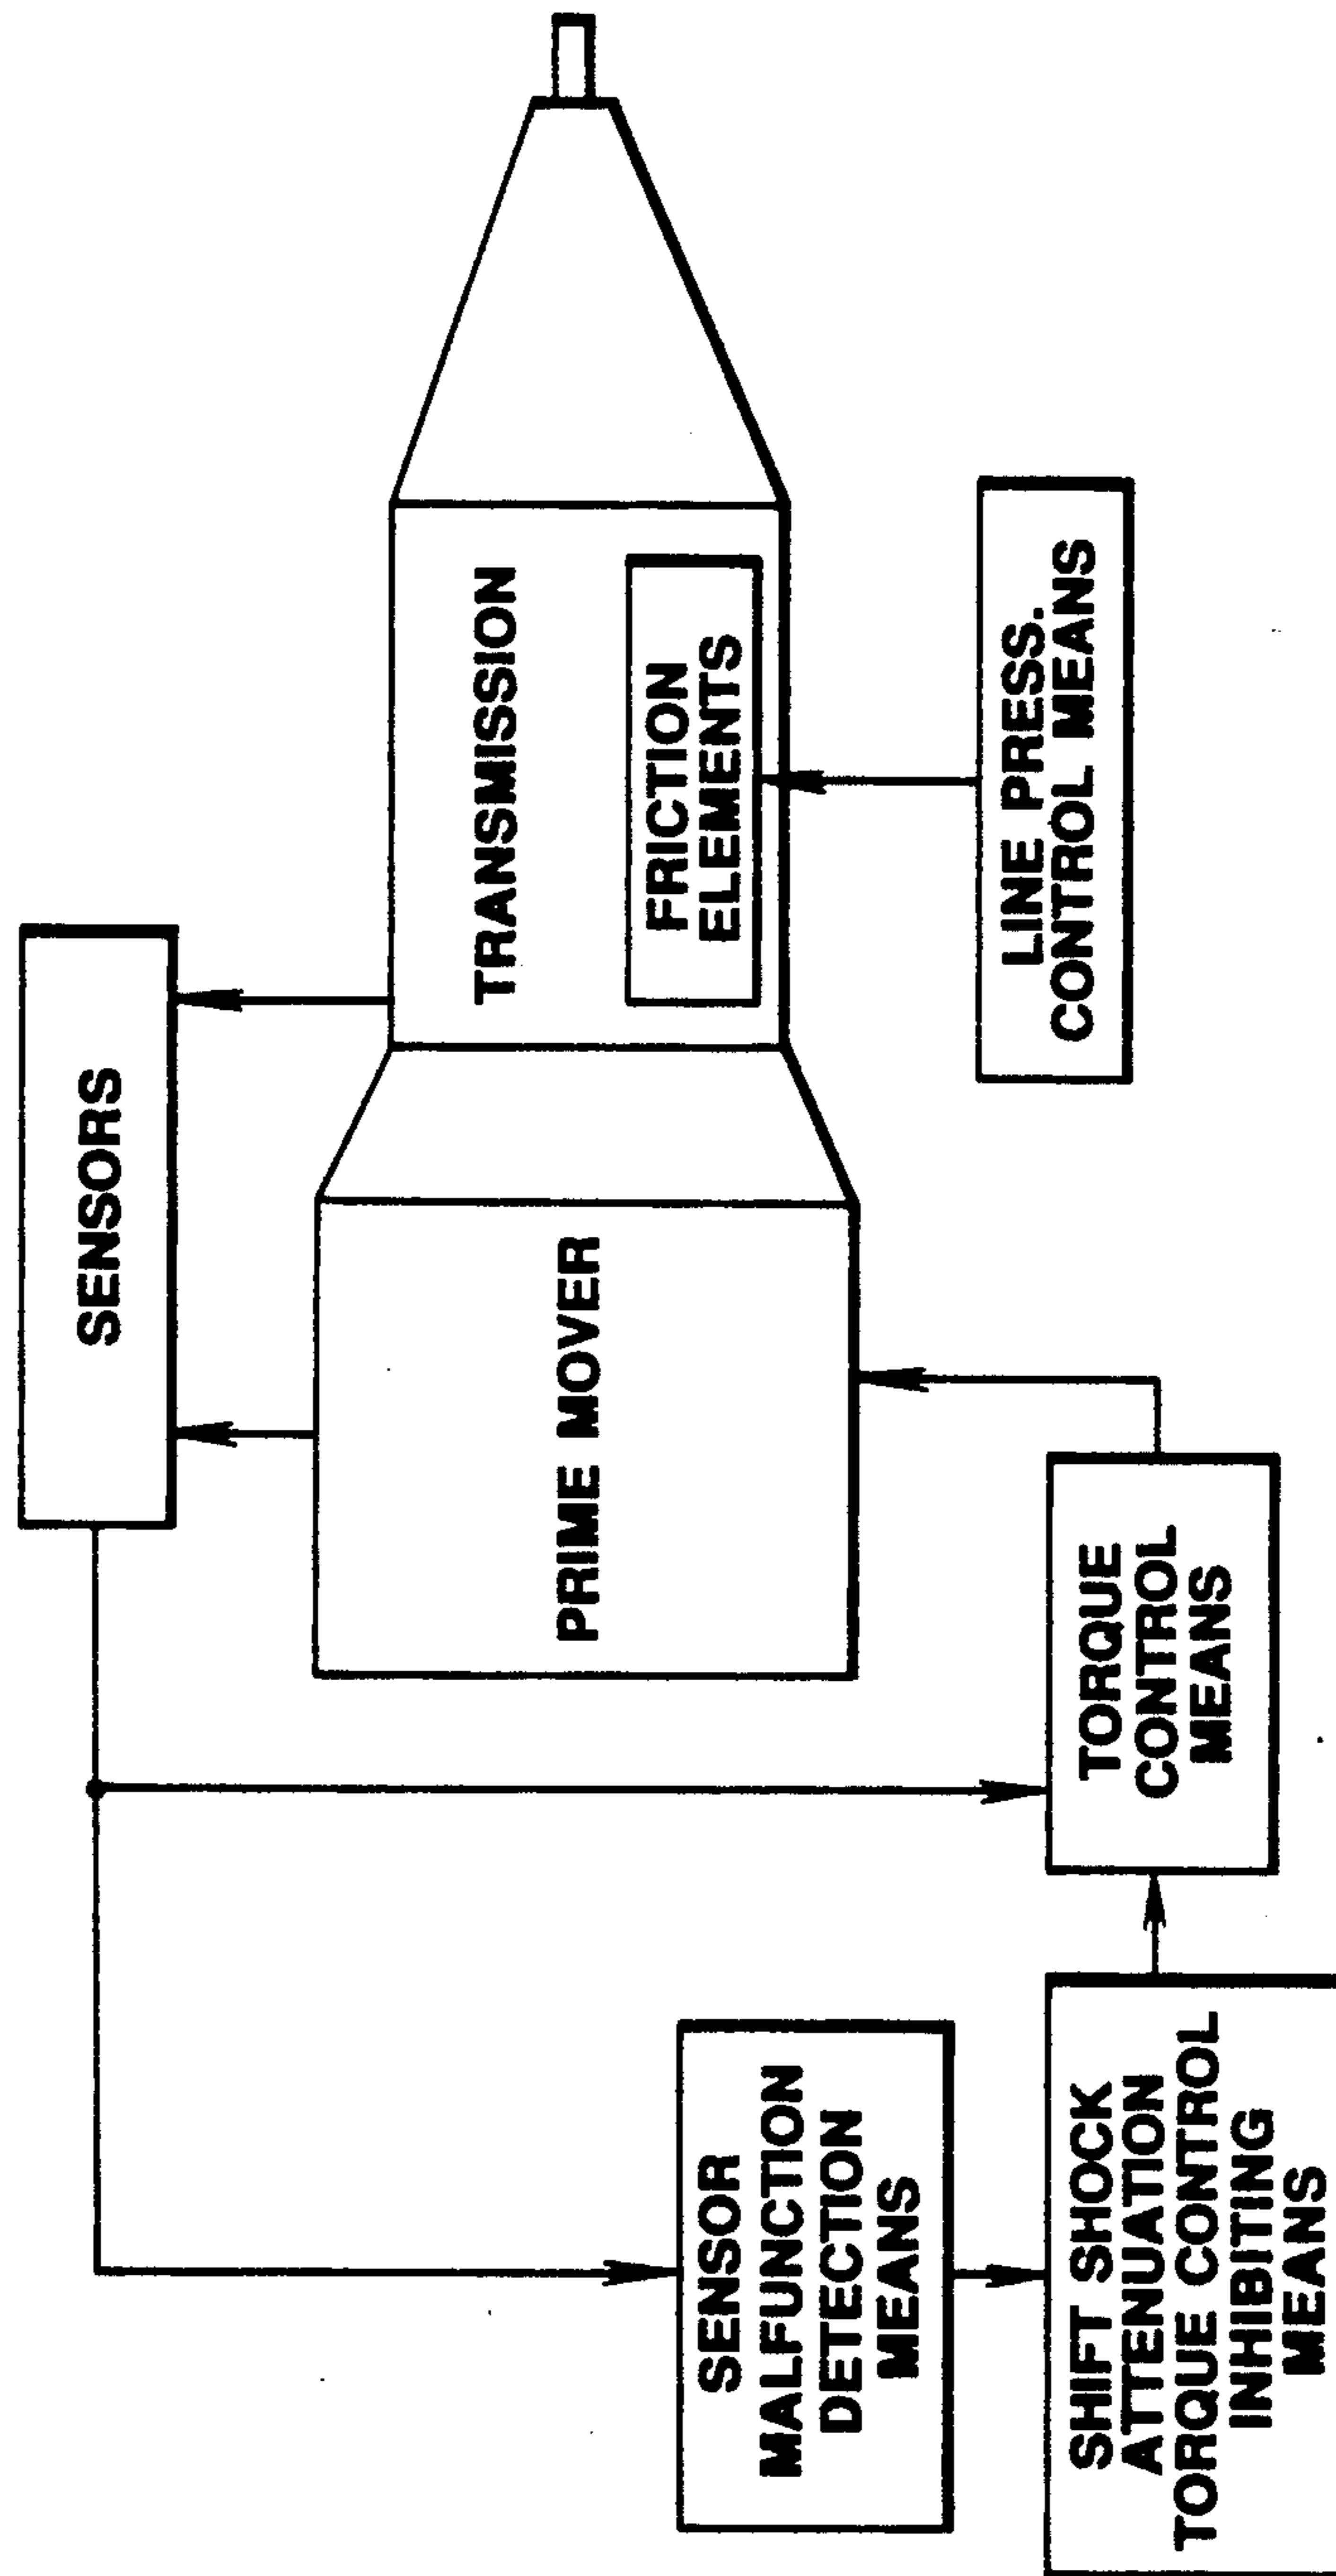 SENSORS
TRANSMISSION
FRICTION
ELEMENTS
PRIME MOVER
LINE PRESS.
CONTROL MEANS
TORQUE
CONTROL
MEANS
SENSOR
MALFUNCTION
DETECTION
MEANS
SHIFT SHOCK
ATTENUATION
TORQUE CONTROL
INHIBITING
MEANS